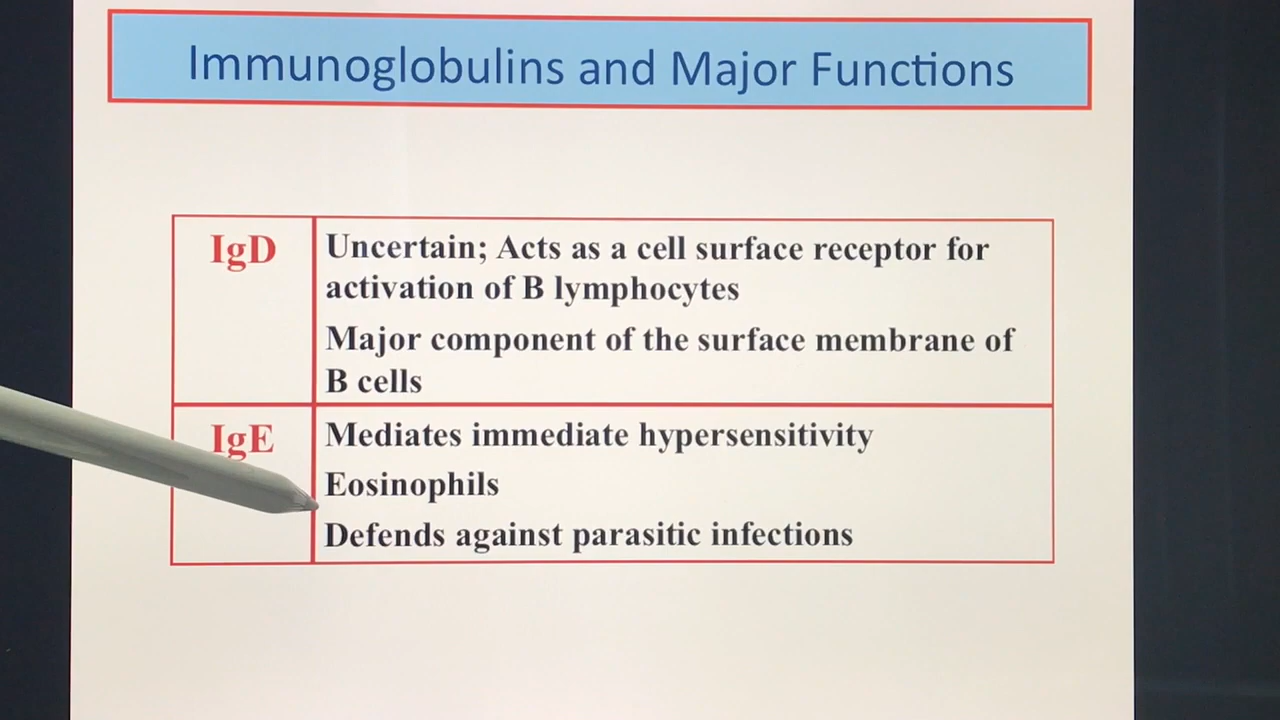 Immunoglobulins and Major Functions
IgD
Uncertain; Acts as a cell surface receptor for
activation of B lymphocytes
Major component of the surface membrane of
B cells
IgE
Mediates immediate hypersensitivity
Eosinophils
Defends against parasitic infections